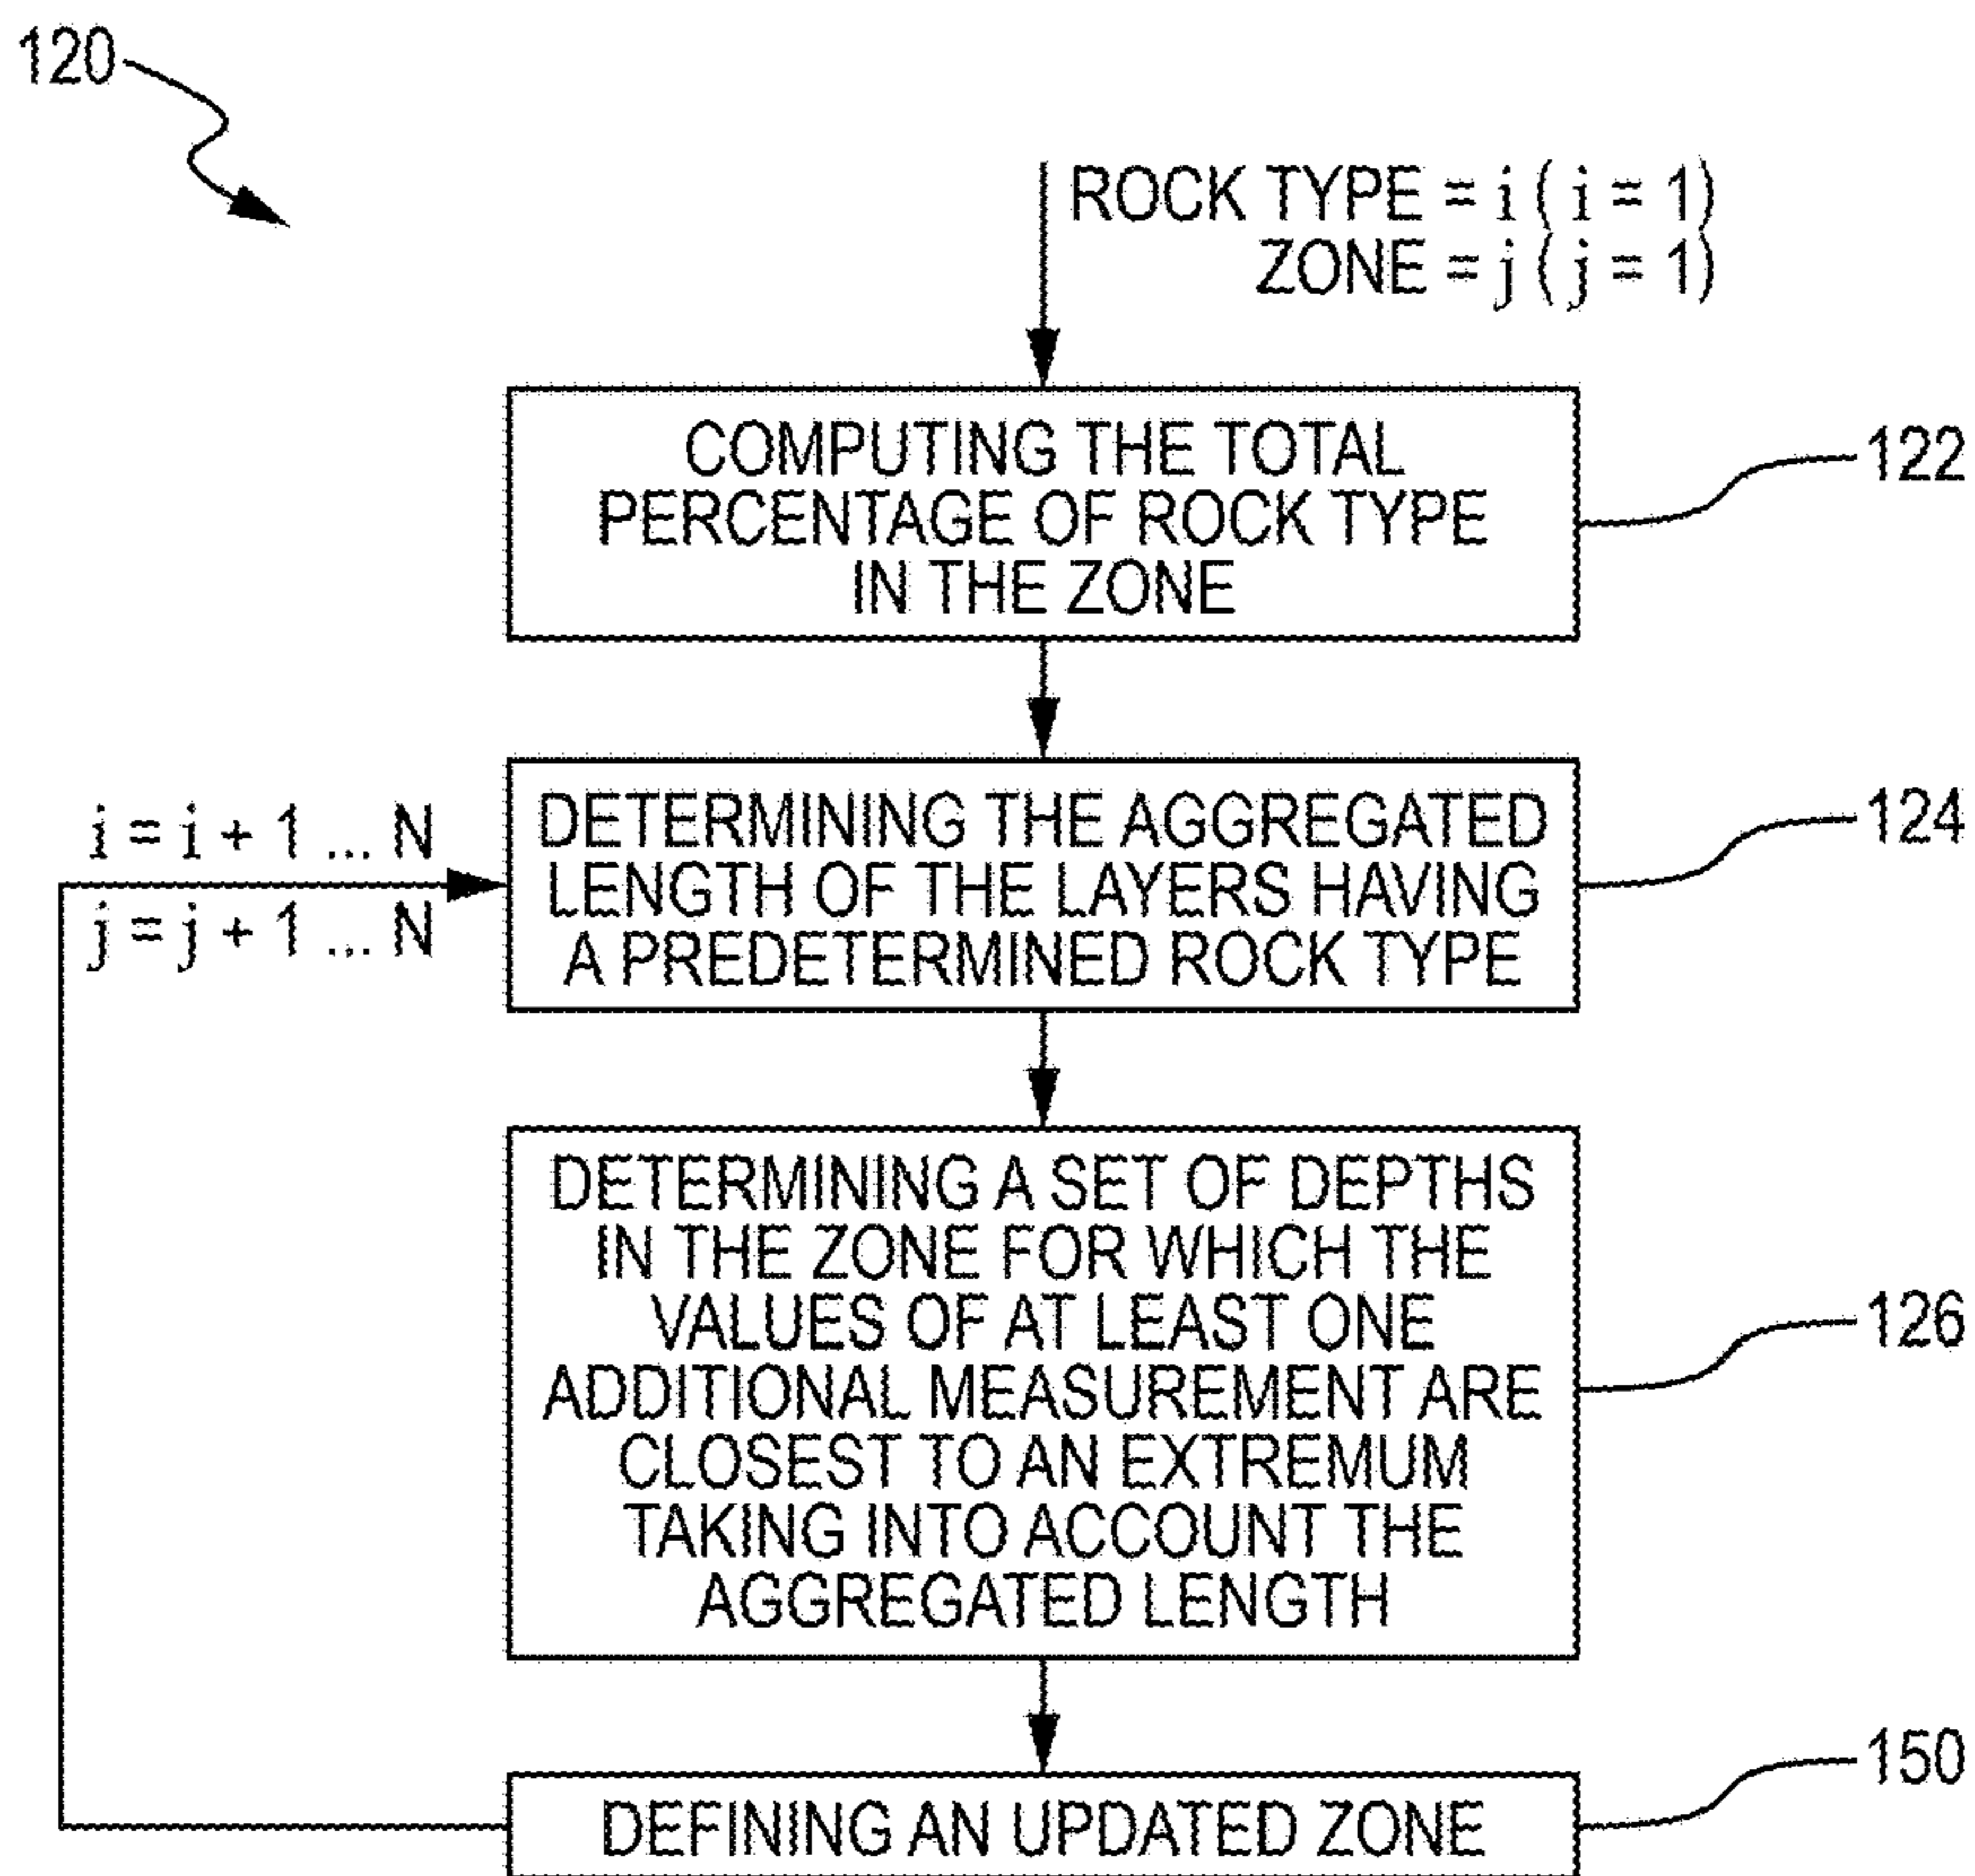 120
ROCK TYPE = i ( i = 1)
ZONE = j ( j = 1)
COMPUTING THE TOTAL
PERCENTAGE OF ROCK TYPE
IN THE ZONE
122
i = i + 1 ... N
j = j + 1 ... N
DETERMINING THE AGGREGATED
LENGTH OF THE LAYERS HAVING
A PREDETERMINED ROCK TYPE
124
DETERMINING A SET OF DEPTHS
IN THE ZONE FOR WHICH THE
VALUES OF AT LEAST ONE
ADDITIONAL MEASUREMENT ARE
CLOSEST TO AN EXTREMUM
TAKING INTO ACCOUNT THE
AGGREGATED LENGTH
126
DEFINING AN UPDATED ZONE
150